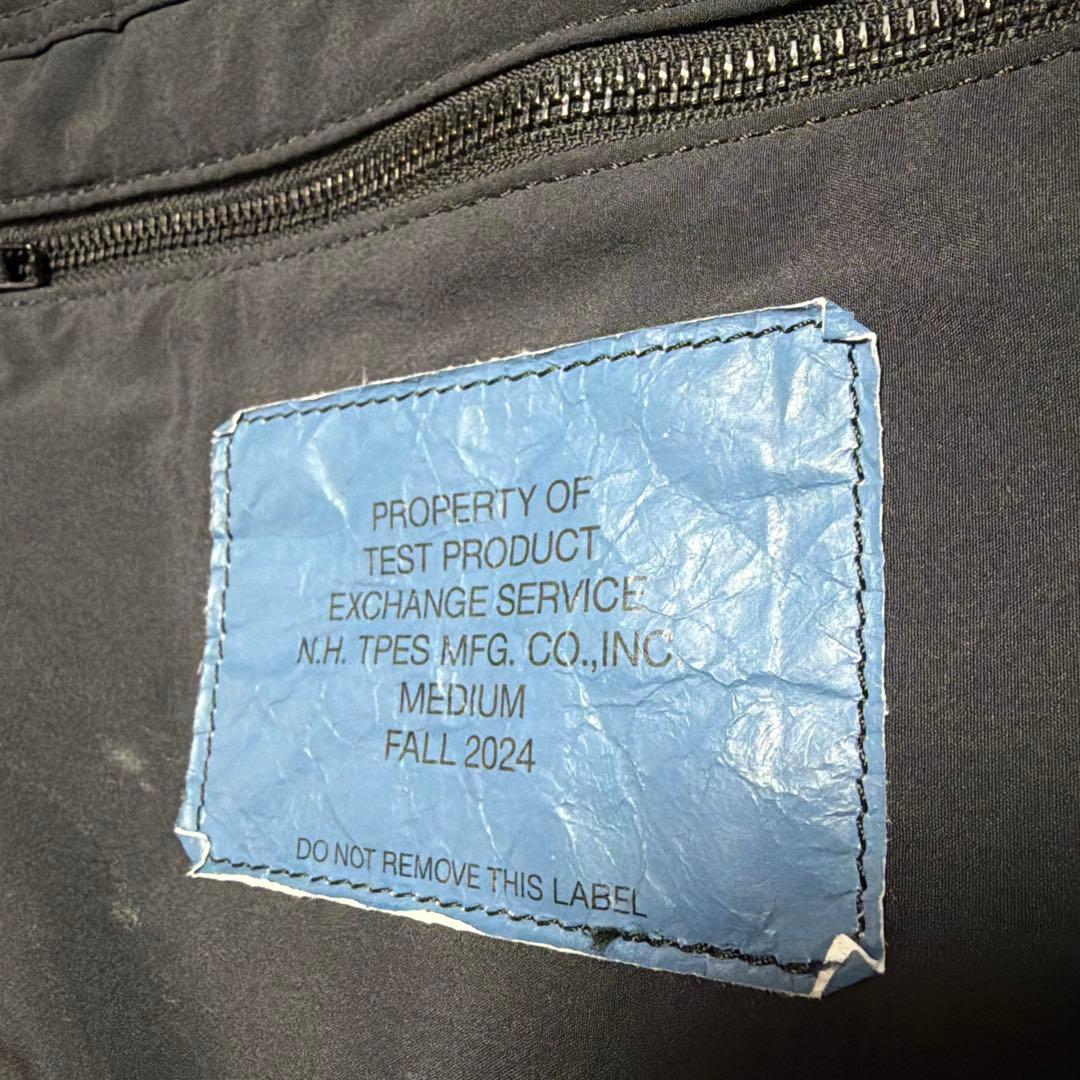 PROPERTY OF
TEST PRODUCT
EXCHANGE SERVICE
N.H. TPES MFG. CO.,INC.
MEDIUM
FALL 2024
DO NOT REMOVE THIS LABEL